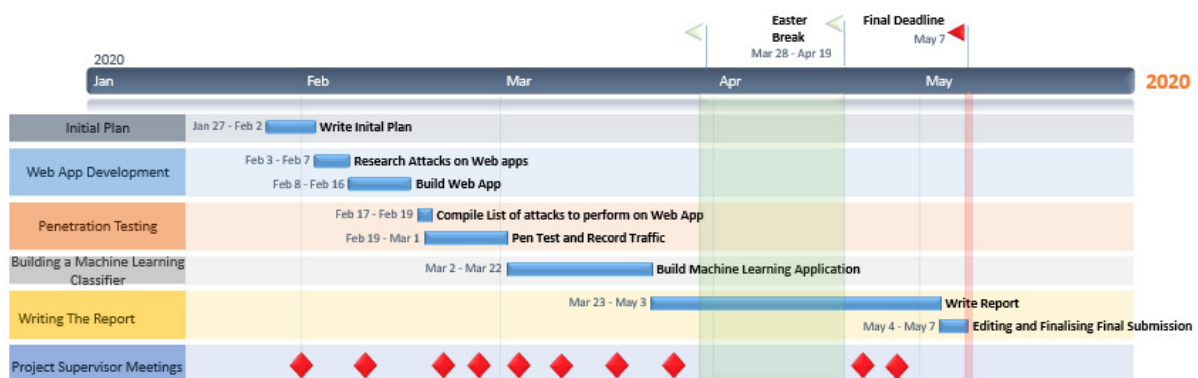 Easter
Break
Mar 28 - Apr 19
Final Deadline
May 7
2020
Jan Feb Mar Apr May
2020
Initial Plan
Jan 27 - Feb 2 Write Inital Plan
Web App Development
Feb 3 - Feb 7 Research Attacks on Web apps
Feb 8 - Feb 16 Build Web App
Penetration Testing
Feb 17 - Feb 19 Compile List of attacks to perform on Web App
Feb 19 - Mar 1 Pen Test and Record Traffic
Building a Machine Learning
Classifier
Mar 2 - Mar 22 Build Machine Learning Application
Writing The Report
Mar 23 - May 3 Write Report
May 4 - May 7 Editing and Finalising Final Submission
Project Supervisor Meetings